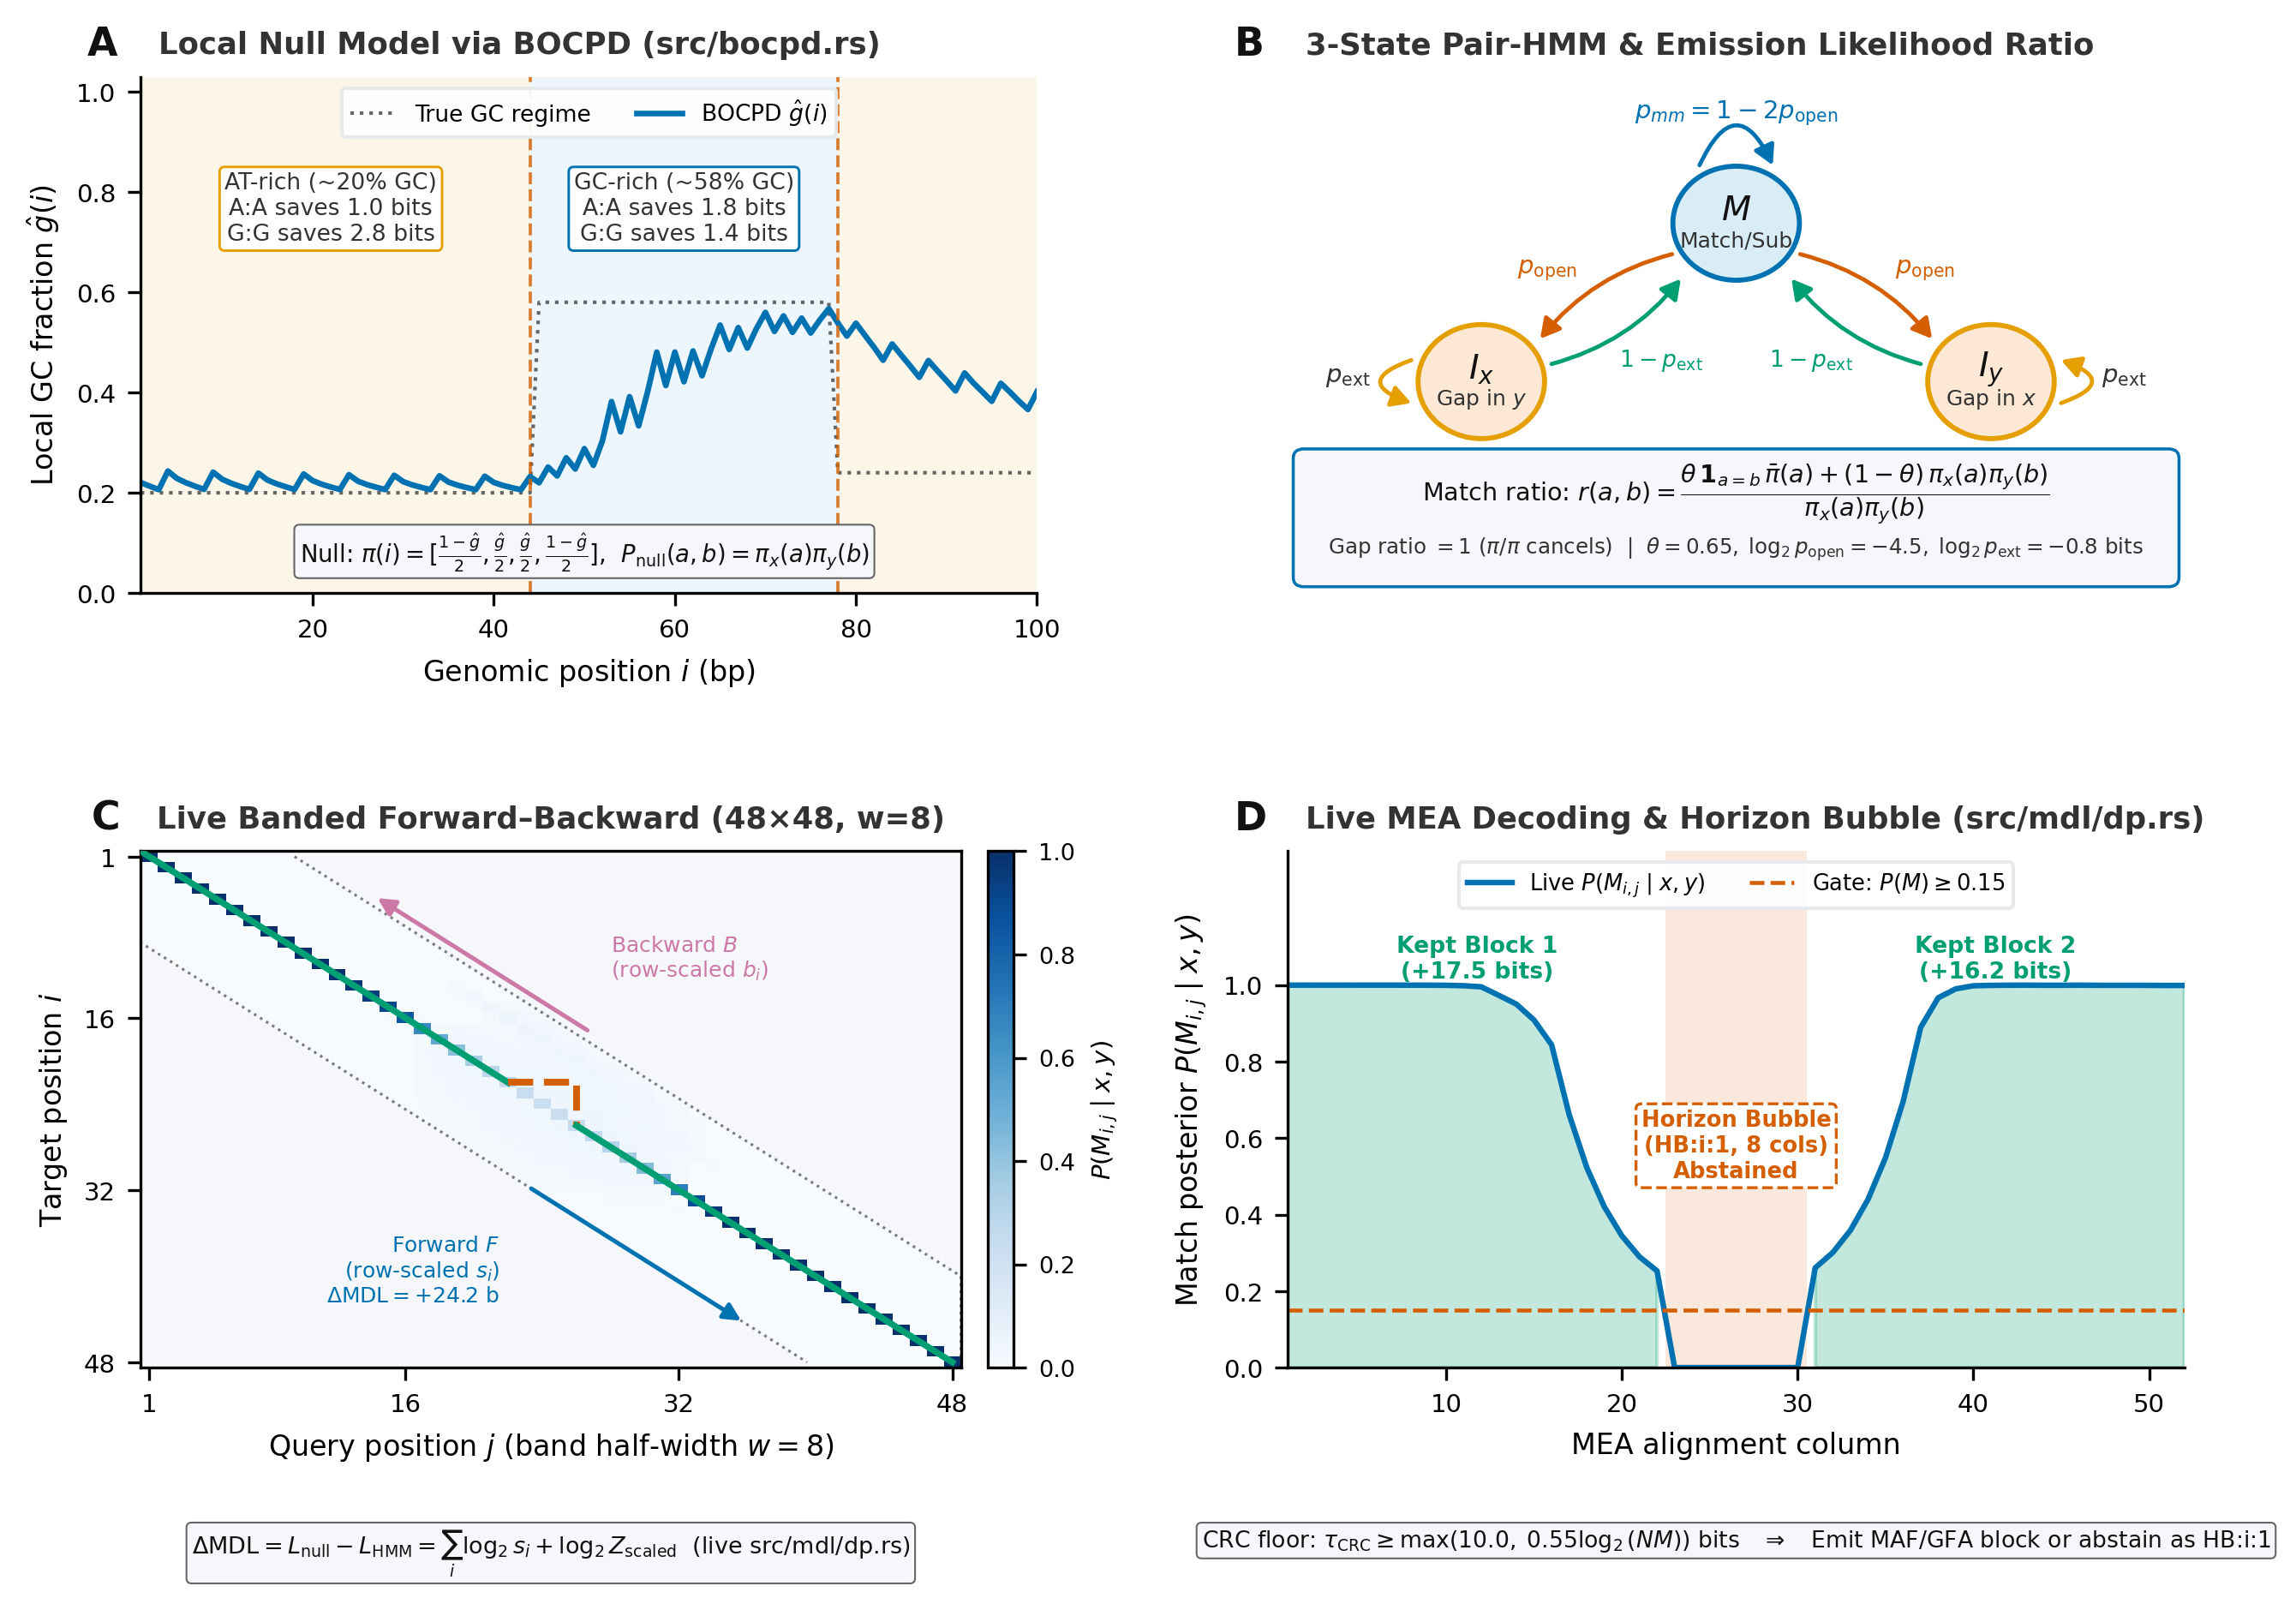 A Local Null Model via BOCPD (src/bocpd.rs)
True GC regime
BOCPD ĝ(i)
AT-rich (~20% GC)
A:A saves 1.0 bits
G:G saves 2.8 bits
GC-rich (~58% GC)
A:A saves 1.8 bits
G:G saves 1.4 bits
Null: π(i) = [(1−ĝ)/2, ĝ/2, ĝ/2, (1−ĝ)/2], P_null(a, b) = π_x(a)π_y(b)
Local GC fraction ĝ(i)
1.0
0.8
0.6
0.4
0.2
0.0
20 40 60 80 100
Genomic position i (bp)
B 3-State Pair-HMM & Emission Likelihood Ratio
p_mm = 1 − 2p_open
M
Match/Sub
p_open
p_open
1 − p_ext
1 − p_ext
p_ext
I_x
Gap in y
I_y
Gap in x
p_ext
Match ratio: r(a, b) = (θ 1_{a=b} π̄(a) + (1 − θ) π_x(a)π_y(b)) / (π_x(a)π_y(b))
Gap ratio = 1 (π/π cancels) | θ = 0.65, log₂ p_open = −4.5, log₂ p_ext = −0.8 bits
C Live Banded Forward–Backward (48×48, w=8)
Backward B
(row-scaled b_i)
Forward F
(row-scaled s_i)
ΔMDL = +24.2 b
Target position i
1
16
32
48
1 16 32 48
Query position j (band half-width w = 8)
1.0
0.8
0.6
0.4
0.2
0.0
P(M_{i,j} | x, y)
ΔMDL = L_null − L_HMM = ∑_i log₂ s_i + log₂ Z_scaled (live src/mdl/dp.rs)
D Live MEA Decoding & Horizon Bubble (src/mdl/dp.rs)
Live P(M_{i,j} | x, y)
Gate: P(M) ≥ 0.15
Kept Block 1
(+17.5 bits)
Kept Block 2
(+16.2 bits)
Horizon Bubble
(HB:i:1, 8 cols)
Abstained
Match posterior P(M_{i,j} | x, y)
1.0
0.8
0.6
0.4
0.2
0.0
10 20 30 40 50
MEA alignment column
CRC floor: τ_CRC ≥ max(10.0, 0.55log₂(NM)) bits ⇒ Emit MAF/GFA block or abstain as HB:i:1